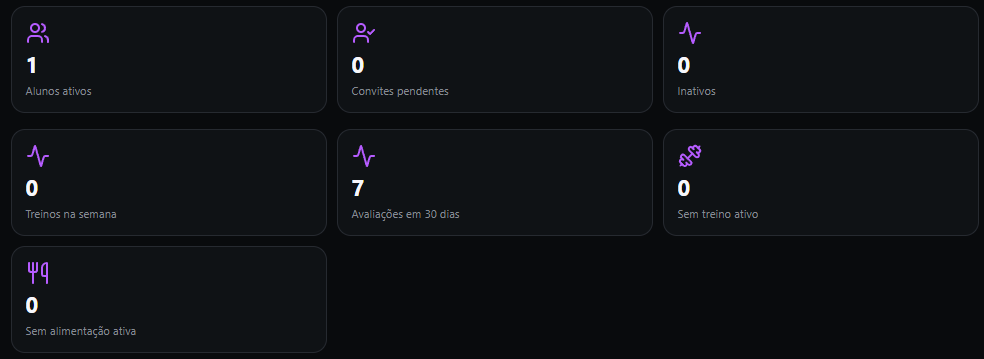 1
Alunos ativos
0
Convites pendentes
0
Inativos
0
Treinos na semana
7
Avaliações em 30 dias
0
Sem treino ativo
0
Sem alimentação ativa